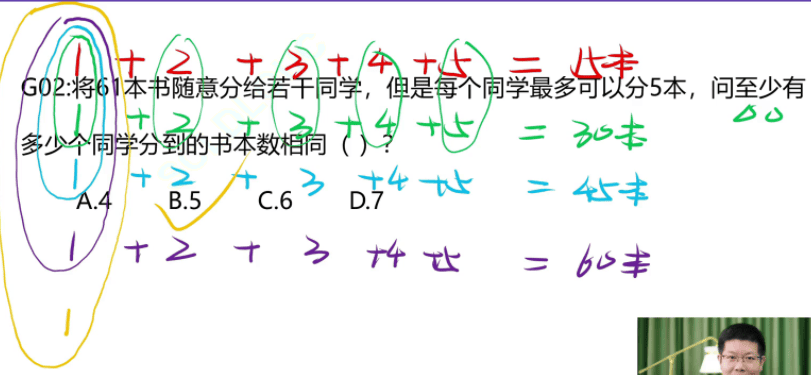 1 + 2 + 3 + 4 + 5 = 15本
G02:将61本书随意分给若干同学，但是每个同学最多可以分5本，问至少有
1 + 2 + 3 + 4 + 5 = 30本
多少个同学分到的书本数相同（ ）？
1 + 2 + 3 + 4 + 5 = 45本
A.4 B.5 C.6 D.7
1 + 2 + 3 + 4 + 5 = 60本
1